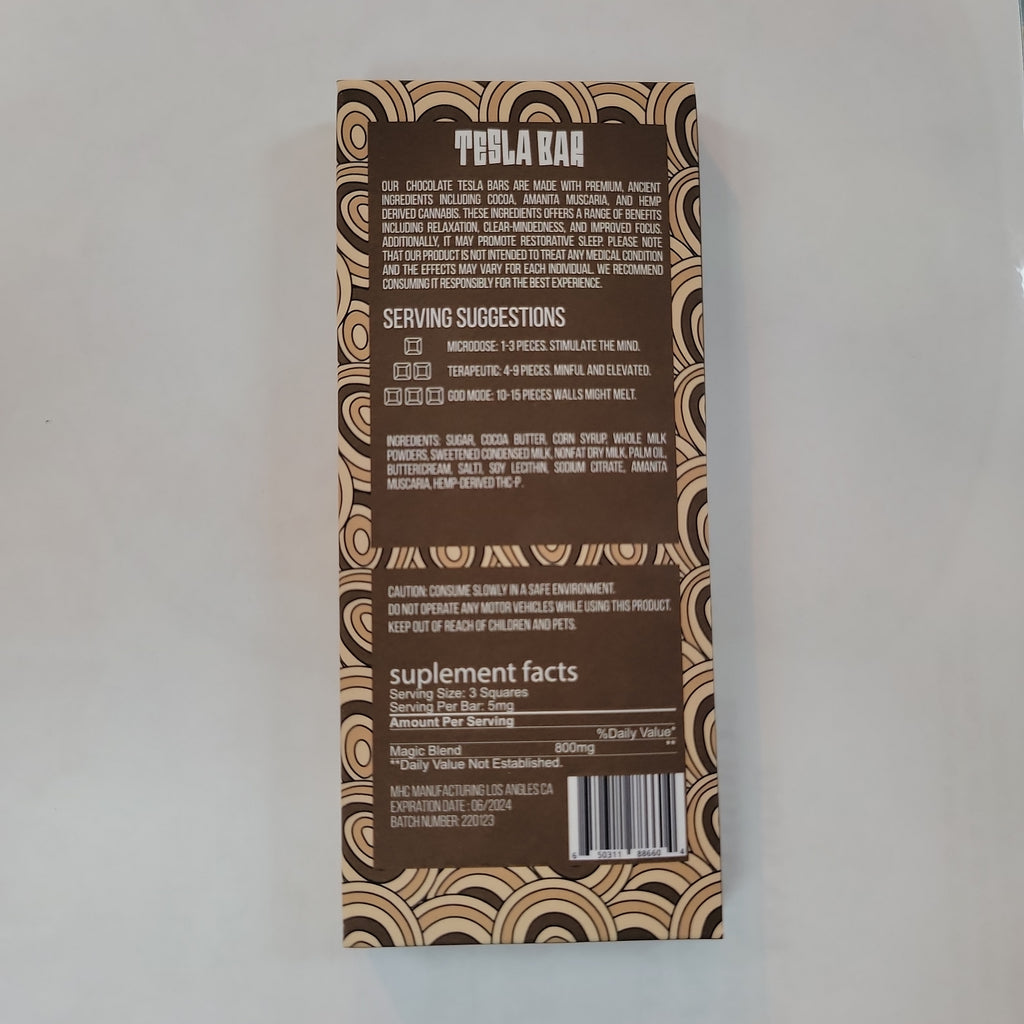 TESLA BAR
OUR CHOCOLATE TESLA BARS ARE MADE WITH PREMIUM, ANCIENT
INGREDIENTS INCLUDING COCOA, AMANITA MUSCARIA, AND HEMP
DERIVED CANNABIS. THESE INGREDIENTS OFFERS A RANGE OF BENEFITS
INCLUDING RELAXATION, CLEAR-MINDEDNESS, AND IMPROVED FOCUS.
ADDITIONALLY, IT MAY PROMOTE RESTORATIVE SLEEP. PLEASE NOTE
THAT OUR PRODUCT IS NOT INTENDED TO TREAT ANY MEDICAL CONDITION
AND THE EFFECTS MAY VARY FOR EACH INDIVIDUAL. WE RECOMMEND
CONSUMING IT RESPONSIBLY FOR THE BEST EXPERIENCE.
SERVING SUGGESTIONS
MICRODOSE: 1-3 PIECES. STIMULATE THE MIND.
TERAPEUTIC: 4-9 PIECES. MINFUL AND ELEVATED.
GOD MODE: 10-15 PIECES WALLS MIGHT MELT.
INGREDIENTS: SUGAR, COCOA BUTTER, CORN SYRUP, WHOLE MILK
POWDERS, SWEETENED CONDENSED MILK, NONFAT DRY MILK, PALM OIL,
BUTTER(CREAM, SALT), SOY LECITHIN, SODIUM CITRATE, AMANITA
MUSCARIA, HEMP-DERIVED THC-P.
CAUTION: CONSUME SLOWLY IN A SAFE ENVIRONMENT.
DO NOT OPERATE ANY MOTOR VEHICLES WHILE USING THIS PRODUCT.
KEEP OUT OF REACH OF CHILDREN AND PETS.
suplement facts
Serving Size: 3 Squares
Serving Per Bar: 5mg
Amount Per Serving
%Daily Value*
Magic Blend 800mg **
**Daily Value Not Established.
MHC MANUFACTURING LOS ANGLES CA
EXPIRATION DATE : 06/2024
BATCH NUMBER: 220123
6 50311 88660 4